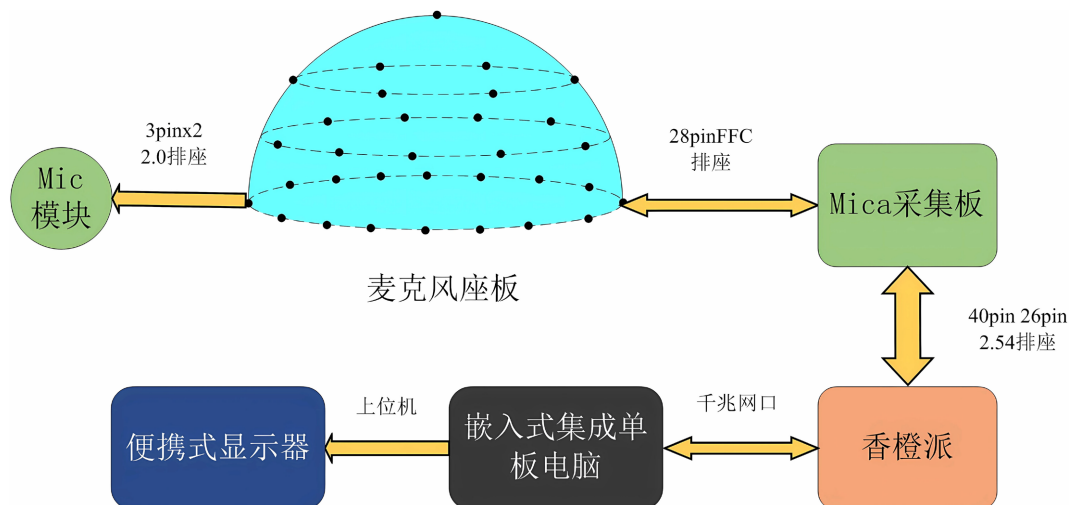 3pinx2
2.0排座
28pinFFC
排座
Mic
模块
Mica采集板
麦克风座板
40pin 26pin
2.54排座
上位机
千兆网口
便携式显示器
嵌入式集成单
板电脑
香橙派